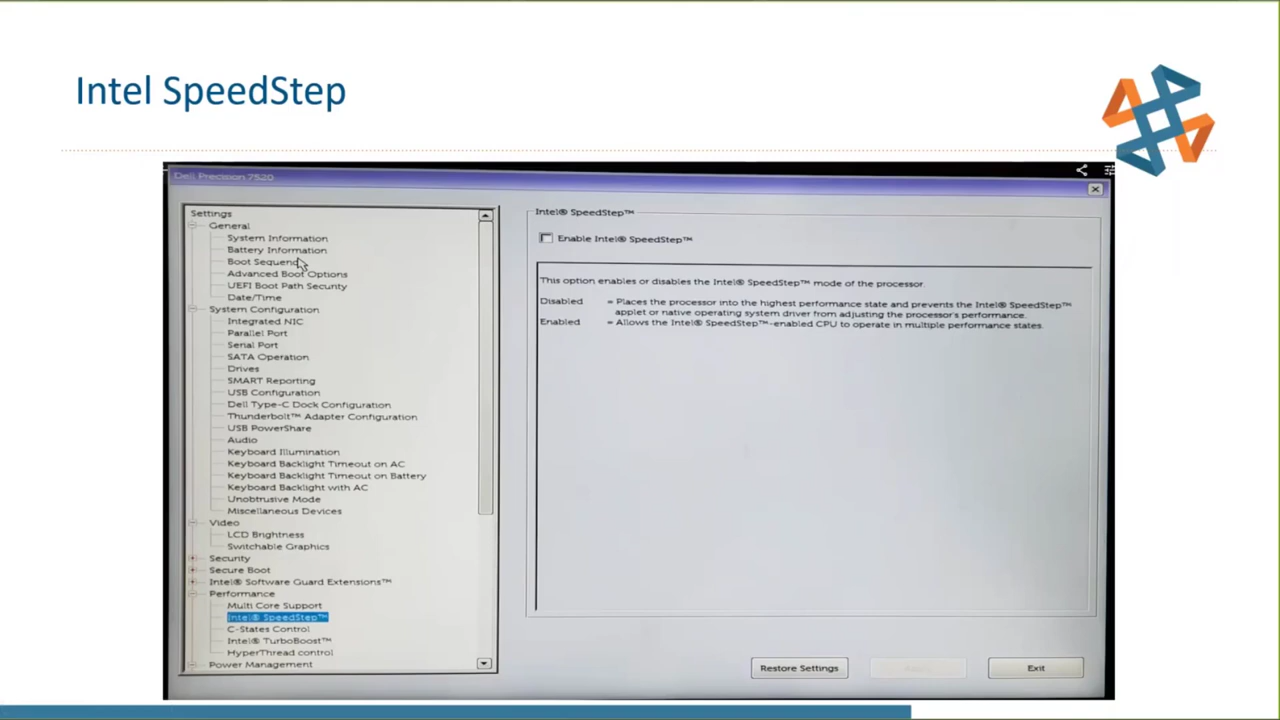 Intel SpeedStep
Dell Precision 7520
Settings
General
System Information
Battery Information
Boot Sequence
Advanced Boot Options
UEFI Boot Path Security
Date/Time
System Configuration
Integrated NIC
Parallel Port
Serial Port
SATA Operation
Drives
SMART Reporting
USB Configuration
Dell Type-C Dock Configuration
Thunderbolt™ Adapter Configuration
USB PowerShare
Audio
Keyboard Illumination
Keyboard Backlight Timeout on AC
Keyboard Backlight Timeout on Battery
Keyboard Backlight with AC
Unobtrusive Mode
Miscellaneous Devices
Video
LCD Brightness
Switchable Graphics
Security
Secure Boot
Intel® Software Guard Extensions™
Performance
Multi Core Support
Intel® SpeedStep™
C-States Control
Intel® TurboBoost™
HyperThread control
Power Management
Intel® SpeedStep™
Enable Intel® SpeedStep™
This option enables or disables the Intel® SpeedStep™ mode of the processor.
Disabled = Places the processor into the highest performance state and prevents the Intel® SpeedStep™
applet or native operating system driver from adjusting the processor's performance.
Enabled = Allows the Intel® SpeedStep™-enabled CPU to operate in multiple performance states.
Restore Settings
Exit